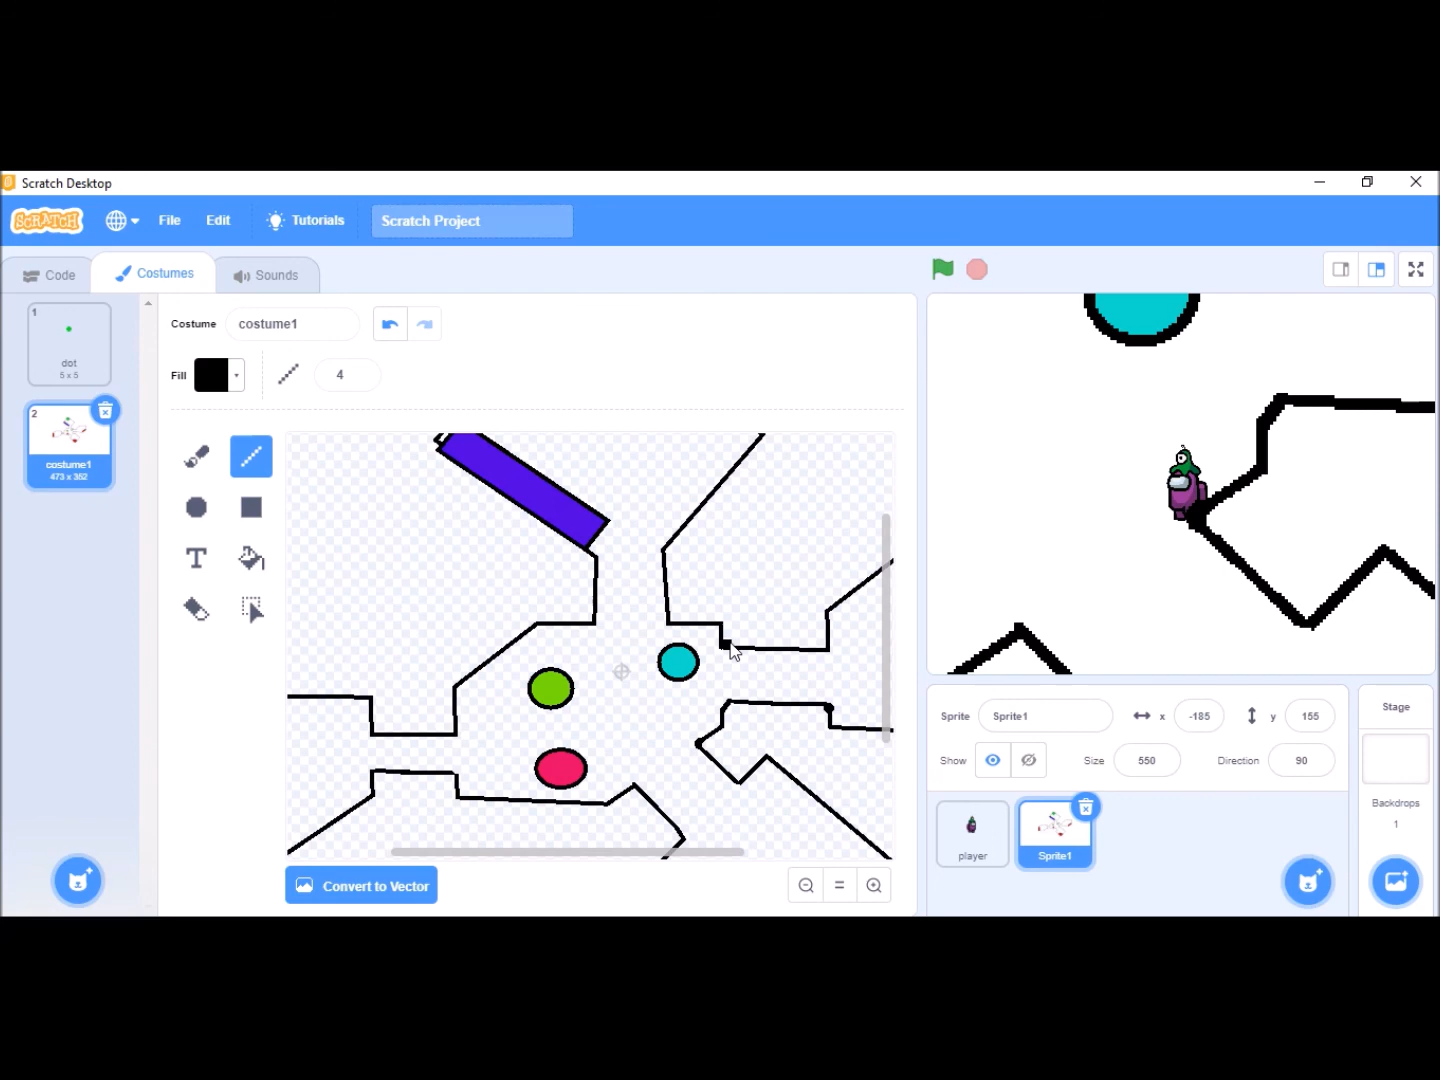 Scratch Desktop
SCRATCH
File
Edit
Tutorials
Scratch Project
Code
Costumes
Sounds
1
dot
5 x 5
2
costume1
473 x 362
Costume
costume1
Fill
4
T
Convert to Vector
Sprite
Sprite1
x
-185
y
155
Show
Size
550
Direction
90
player
Sprite1
Stage
Backdrops
1